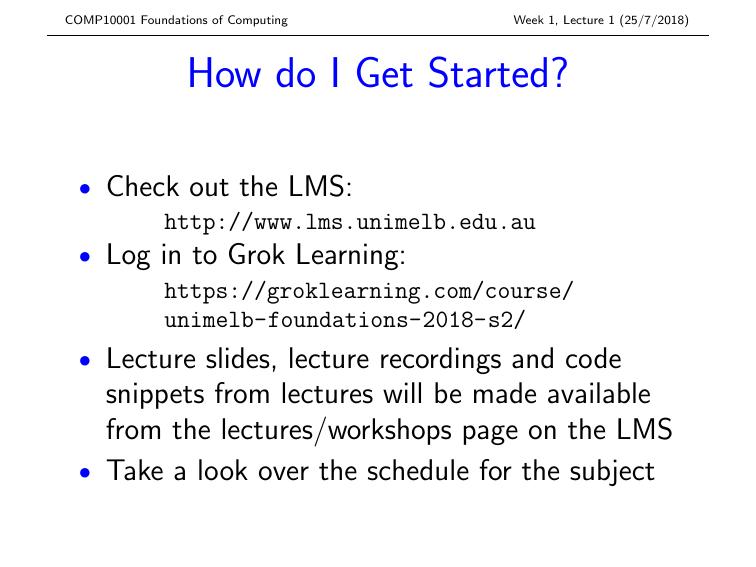 COMP10001 Foundations of Computing
Week 1, Lecture 1 (25/7/2018)
How do I Get Started?
• Check out the LMS:
http://www.lms.unimelb.edu.au
• Log in to Grok Learning:
https://groklearning.com/course/
unimelb-foundations-2018-s2/
• Lecture slides, lecture recordings and code
snippets from lectures will be made available
from the lectures/workshops page on the LMS
• Take a look over the schedule for the subject